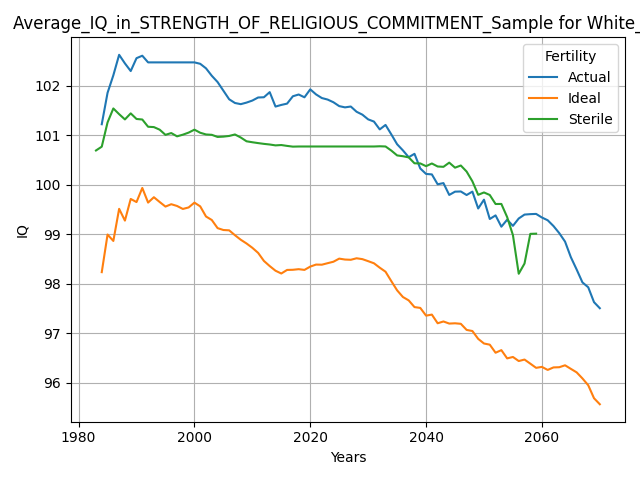 Average_IQ_in_STRENGTH_OF_RELIGIOUS_COMMITMENT_Sample for White_
Fertility
Actual
Ideal
Sterile
IQ
102
101
100
99
98
97
96
1980
2000
2020
2040
2060
Years